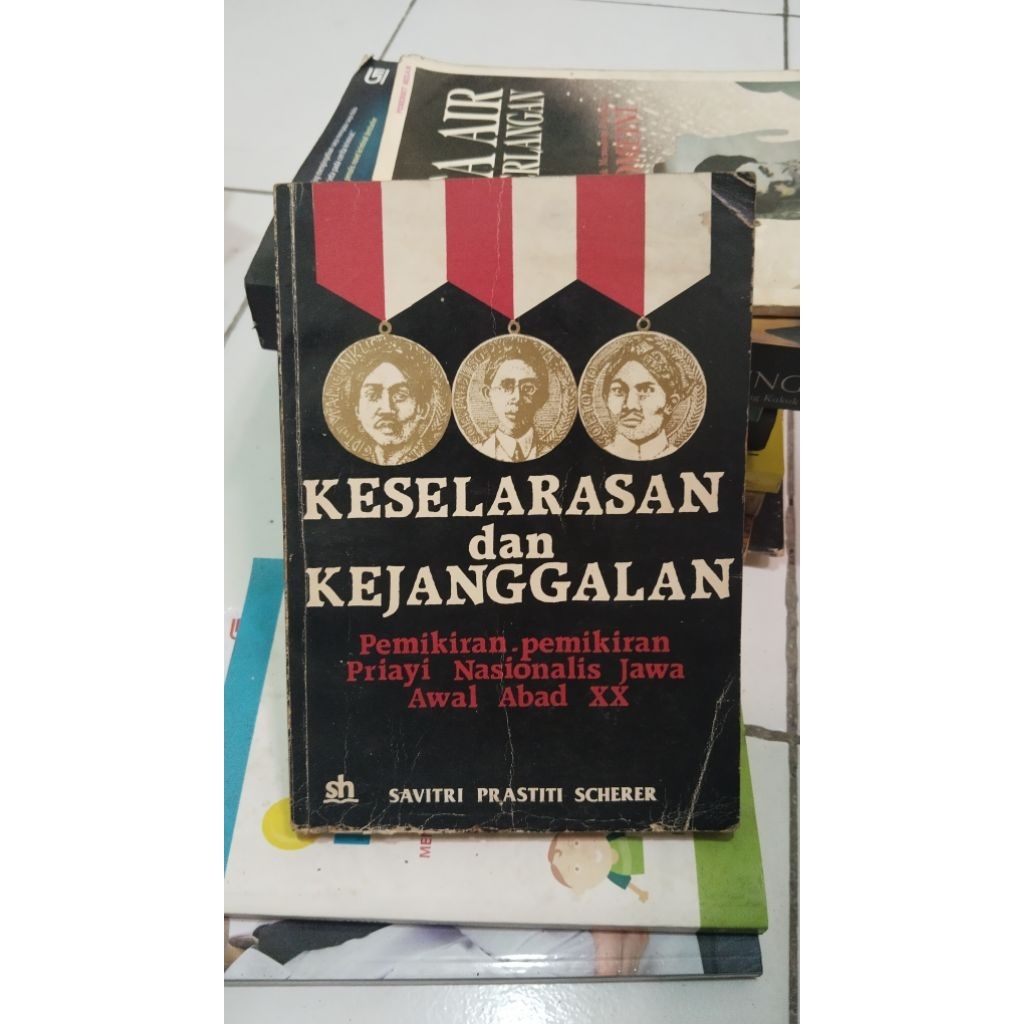 A AIR
RLANGAN
KESELARASAN
dan
KEJANGGALAN
Pemikiran-pemikiran
Priayi Nasionalis Jawa
Awal Abad XX
sh
SAVITRI PRASTITI SCHERER